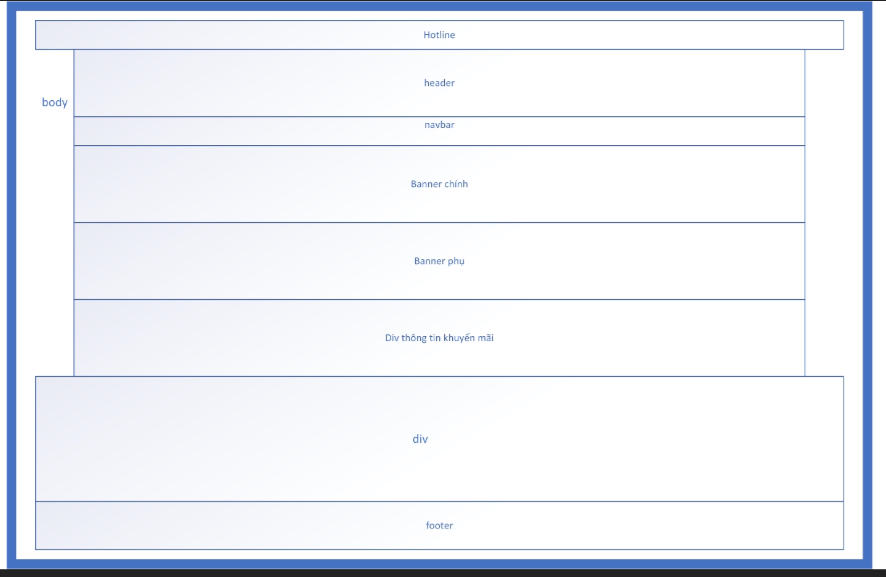 Hotline
header
body
navbar
Banner chính
Banner phụ
Div thông tin khuyến mãi
div
footer